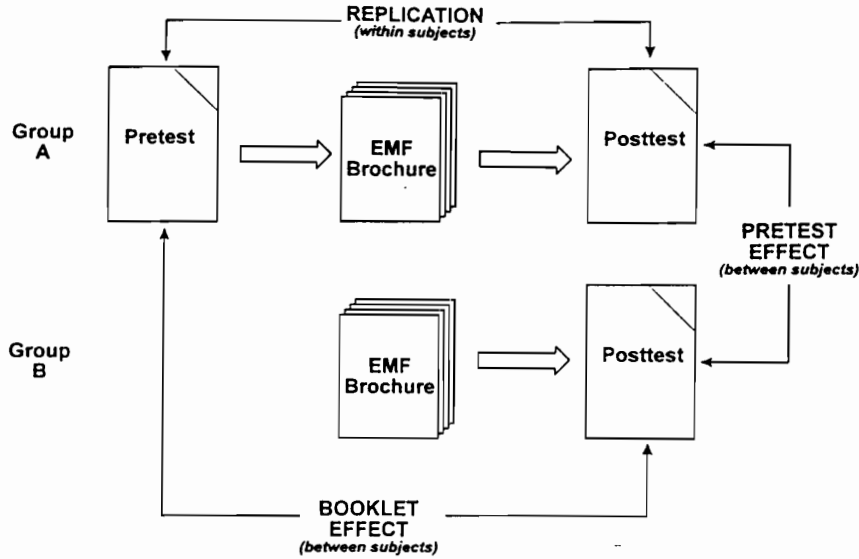 REPLICATION
(within subjects)
Group
A
Pretest
EMF
Brochure
Posttest
PRETEST
EFFECT
(between subjects)
Group
B
EMF
Brochure
Posttest
BOOKLET
EFFECT
(between subjects)